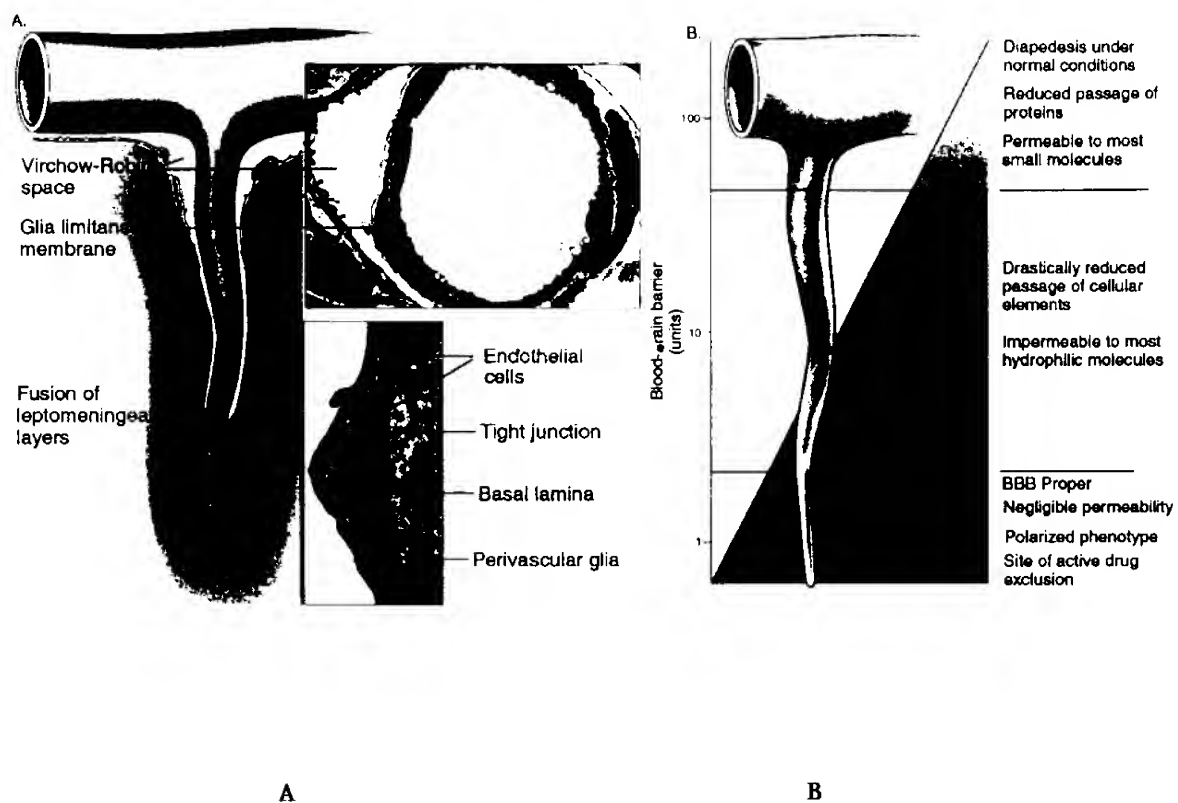 A.
Virchow-Robin
space
Glia limitans
membrane
Fusion of
leptomeningea
layers
Endothelial
cells
Tight junction
Basal lamina
Perivascular glia
B.
100
10
1
Blood-brain barrier
(units)
Diapedesis under
normal conditions
Reduced passage of
proteins
Permeable to most
small molecules
Drastically reduced
passage of cellular
elements
Impermeable to most
hydrophilic molecules
BBB Proper
Negligible permeability
Polarized phenotype
Site of active drug
exclusion
A
B